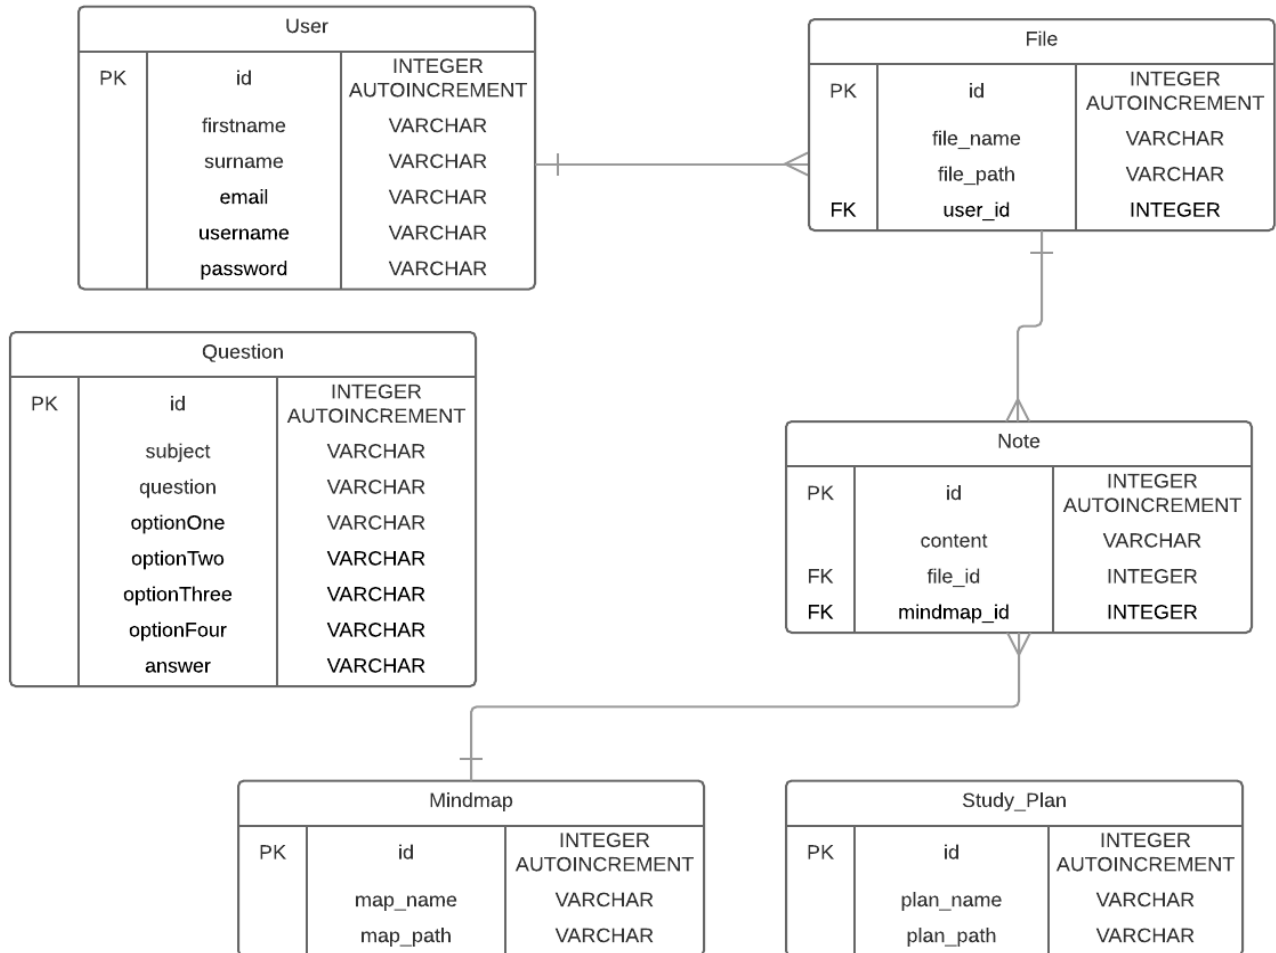 User
PK id INTEGER
AUTOINCREMENT
firstname VARCHAR
surname VARCHAR
email VARCHAR
username VARCHAR
password VARCHAR
File
PK id INTEGER
AUTOINCREMENT
file_name VARCHAR
file_path VARCHAR
FK user_id INTEGER
Question
PK id INTEGER
AUTOINCREMENT
subject VARCHAR
question VARCHAR
optionOne VARCHAR
optionTwo VARCHAR
optionThree VARCHAR
optionFour VARCHAR
answer VARCHAR
Note
PK id INTEGER
AUTOINCREMENT
content VARCHAR
FK file_id INTEGER
FK mindmap_id INTEGER
Mindmap
PK id INTEGER
AUTOINCREMENT
map_name VARCHAR
map_path VARCHAR
Study_Plan
PK id INTEGER
AUTOINCREMENT
plan_name VARCHAR
plan_path VARCHAR